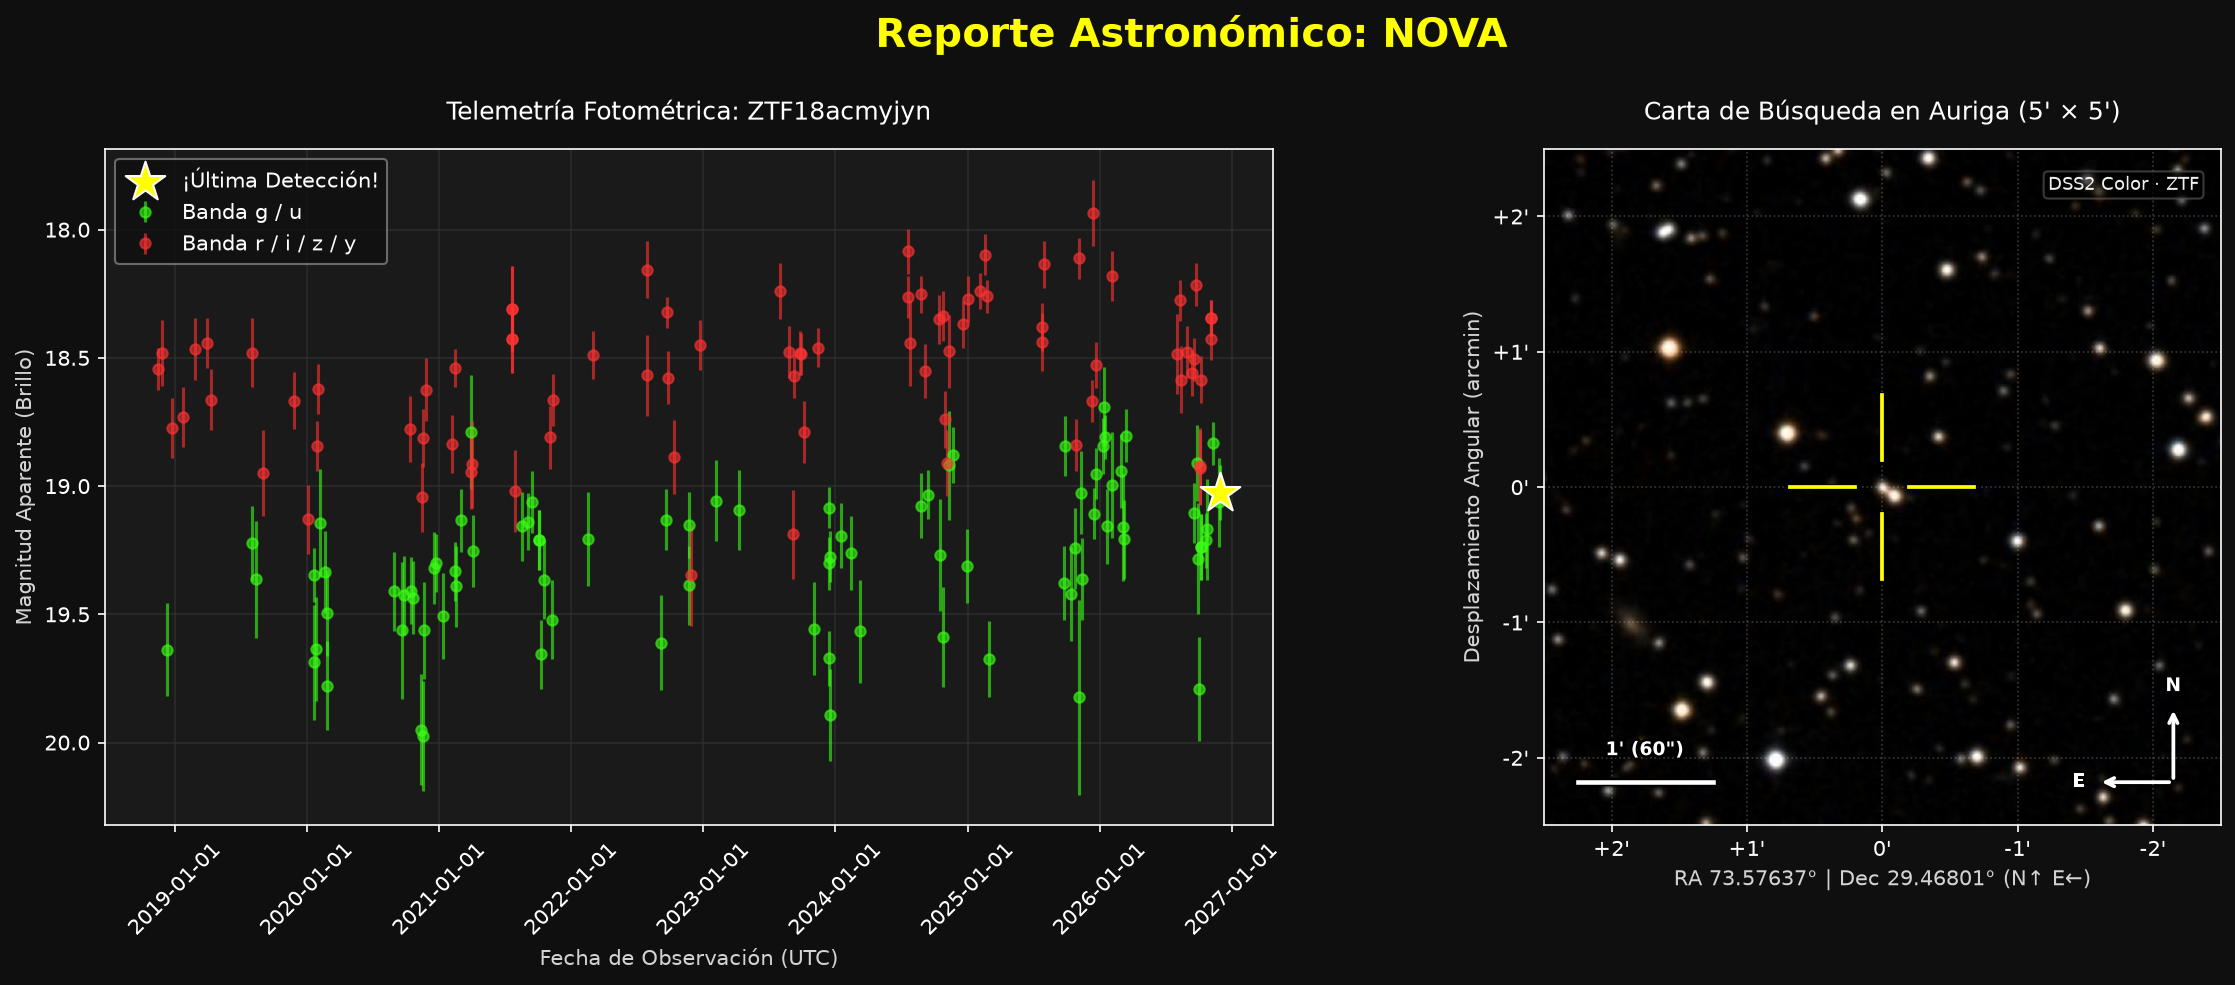 Reporte Astronómico: NOVA
Telemetría Fotométrica: ZTF18acmyjyn
¡Última Detección!
Banda g / u
Banda r / i / z / y
Magnitud Aparente (Brillo)
18.0
18.5
19.0
19.5
20.0
2019-01-01
2020-01-01
2021-01-01
2022-01-01
2023-01-01
2024-01-01
2025-01-01
2026-01-01
2027-01-01
Fecha de Observación (UTC)
Carta de Búsqueda en Auriga (5' × 5')
DSS2 Color · ZTF
Desplazamiento Angular (arcmin)
+2'
+1'
0'
-1'
-2'
1' (60")
N
E
+2'
+1'
0'
-1'
-2'
RA 73.57637° | Dec 29.46801° (N↑ E←)